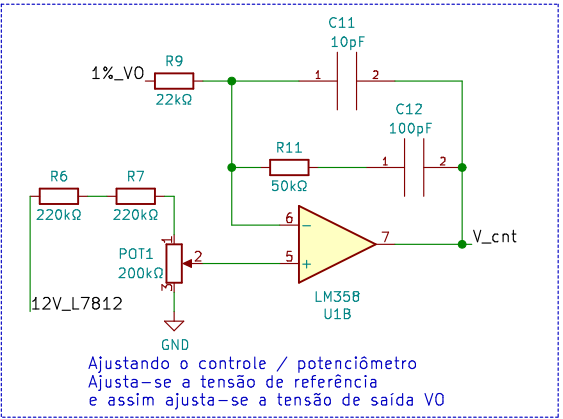 C11
10pF
1 2
1%_VO
R9
22kΩ
C12
100pF
1 2
R11
50kΩ
R6
220kΩ
R7
220kΩ
6
-
7
V_cnt
5
+
1
POT1
200kΩ
2
3
12V_L7812
LM358
U1B
GND
Ajustando o controle / potenciômetro
Ajusta-se a tensão de referência
e assim ajusta-se a tensão de saída VO